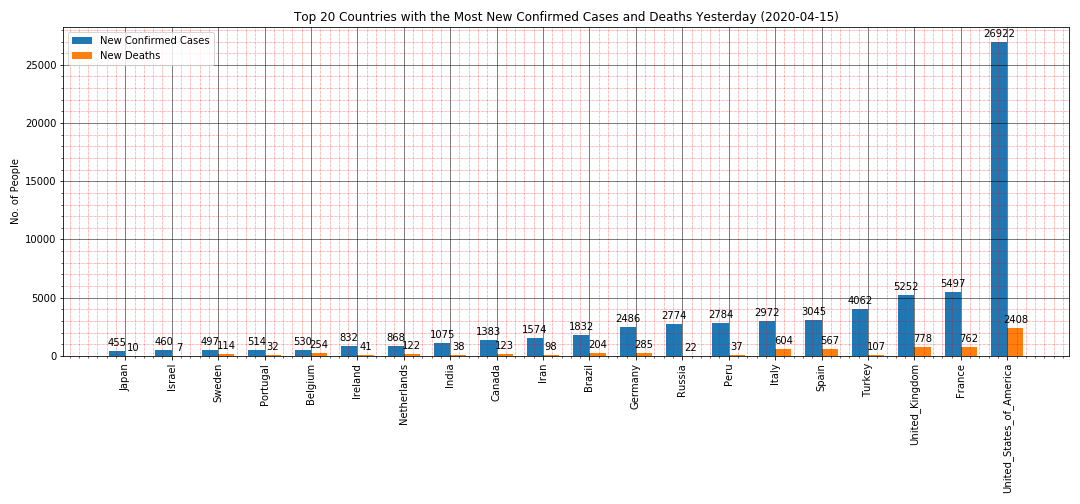 Top 20 Countries with the Most New Confirmed Cases and Deaths Yesterday (2020-04-15)
New Confirmed Cases
New Deaths
No. of People
25000
20000
15000
10000
5000
0
455 10 460 7 497 114 514 32 530 254 832 41 868 122 1075 38 1383 123 1574 98 1832 204 2486 285 2774 22 2784 37 2972 604 3045 567 4062 107 5252 778 5497 762 26922 2408
Japan
Israel
Sweden
Portugal
Belgium
Ireland
Netherlands
India
Canada
Iran
Brazil
Germany
Russia
Peru
Italy
Spain
Turkey
United_Kingdom
France
United_States_of_America